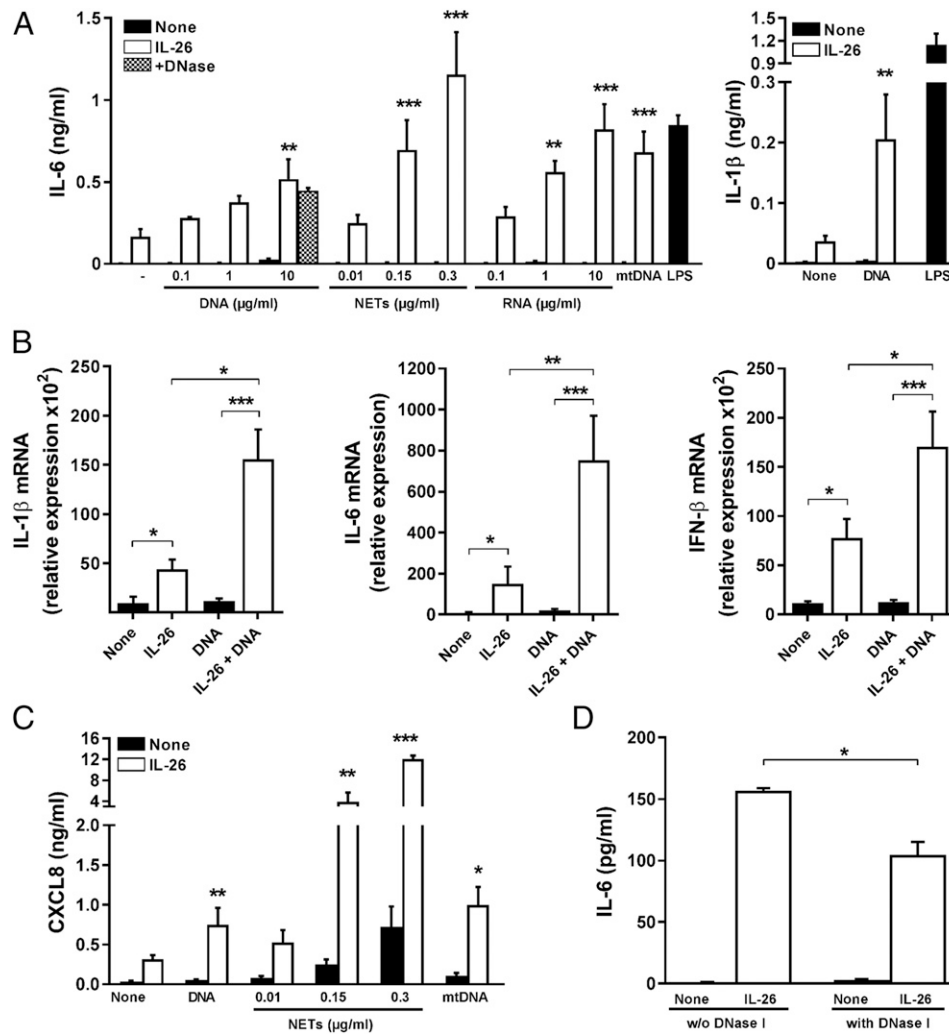 A
None
IL-26
+DNase
IL-6 (ng/ml)
1.5
1
0.5
0
** *** *** ** *** ***
- 0.1 1 10 0.01 0.15 0.3 0.1 1 10 mtDNA LPS
DNA (µg/ml) NETs (µg/ml) RNA (µg/ml)
None
IL-26
IL-1β (ng/ml)
1.5
1.2
0.9
0.3
0.2
0.1
0
**
None DNA LPS
B
IL-1β mRNA
(relative expression x10²)
250
200
150
100
50
*
***
*
None IL-26 DNA IL-26 + DNA
IL-6 mRNA
(relative expression)
1200
1000
800
600
400
200
0
**
***
*
None IL-26 DNA IL-26 + DNA
IFN-β mRNA
(relative expression x10²)
250
200
150
100
50
0
*
***
*
None IL-26 DNA IL-26 + DNA
C
None
IL-26
CXCL8 (ng/ml)
16
12
8
4
2.0
1.5
1.0
0.5
0.0
** ** *** *
None DNA 0.01 0.15 0.3 mtDNA
NETs (µg/ml)
D
IL-6 (pg/ml)
200
150
100
50
0
*
None IL-26 None IL-26
w/o DNase I with DNase I